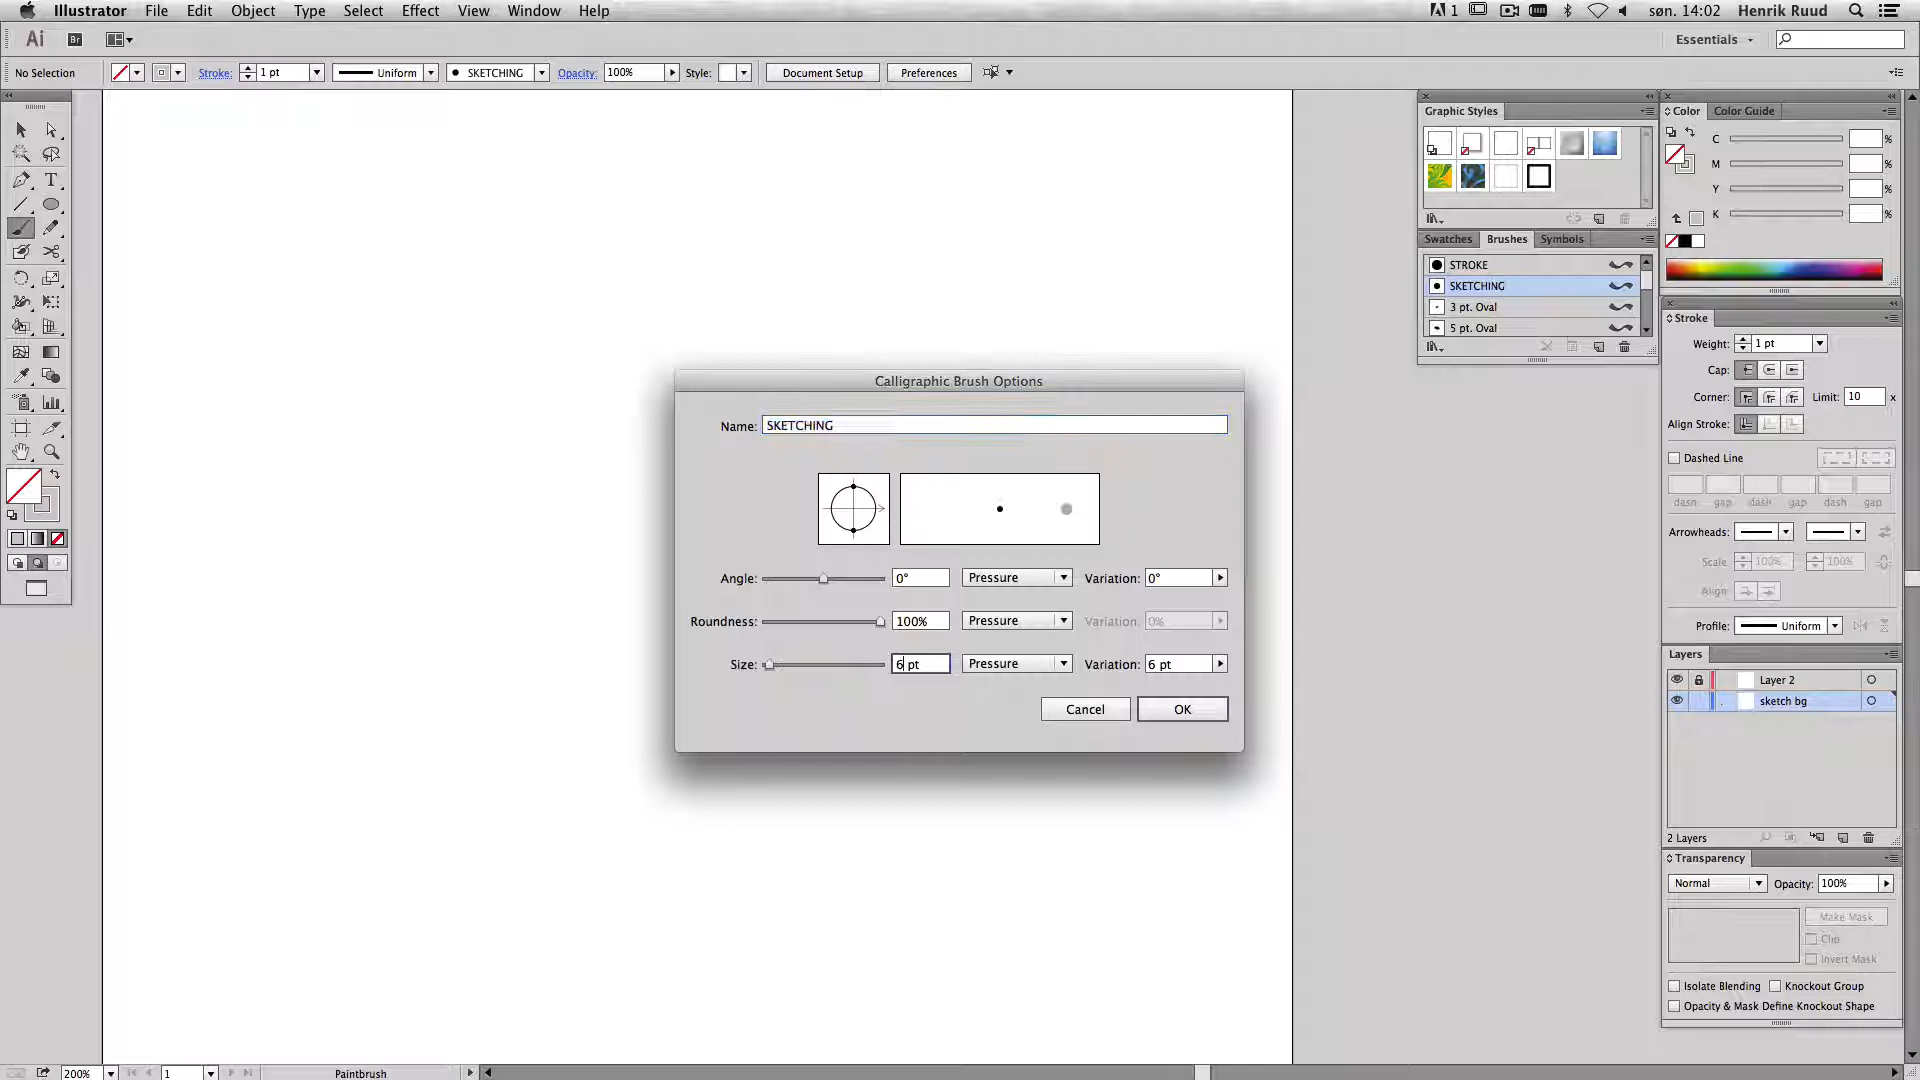 Illustrator File Edit Object Type Select Effect View Window Help 1 søn. 14:02 Henrik Ruud
Ai Br Essentials
No Selection Stroke: 1 pt Uniform SKETCHING Opacity: 100% Style: Document Setup Preferences
Graphic Styles
Color Color Guide
C %
M %
Y %
K %
Swatches Brushes Symbols
STROKE
SKETCHING
3 pt. Oval
5 pt. Oval
Stroke
Weight: 1 pt
Cap:
Corner: Limit: 10 x
Align Stroke:
Dashed Line
dash gap dash gap dash gap
Arrowheads:
Scale 100% 100%
Align
Profile: Uniform
Calligraphic Brush Options
Name: SKETCHING
Angle: 0° Pressure Variation: 0°
Roundness: 100% Pressure Variation: 0%
Size: 6 pt Pressure Variation: 6 pt
Cancel OK
Layers
Layer 2
sketch bg
2 Layers
Transparency
Normal Opacity: 100%
Make Mask
Clip
Invert Mask
Isolate Blending Knockout Group
Opacity & Mask Define Knockout Shape
200% 1 Paintbrush